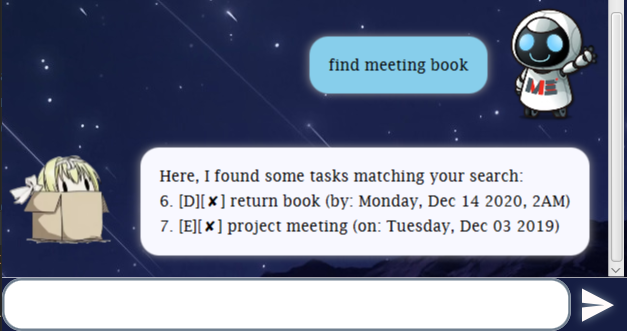 find meeting book
ME
Here, I found some tasks matching your search:
6. [D][✘] return book (by: Monday, Dec 14 2020, 2AM)
7. [E][✘] project meeting (on: Tuesday, Dec 03 2019)